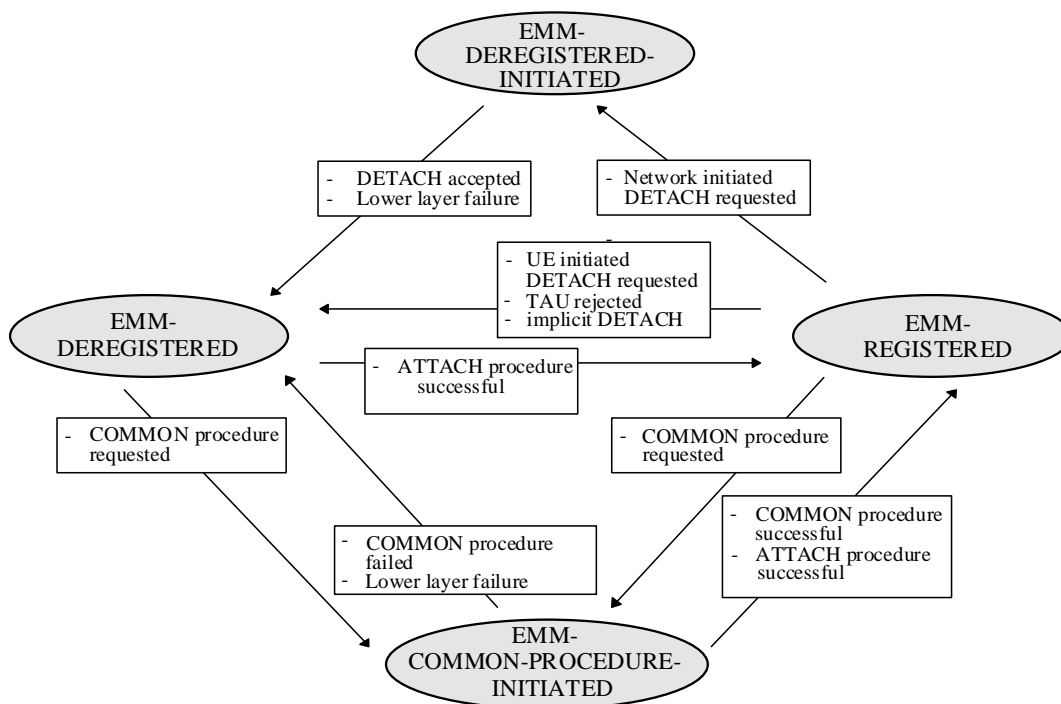 EMM-
DEREGISTERED-
INITIATED
- DETACH accepted
- Lower layer failure
- Network initiated
DETACH requested
-
- UE initiated
DETACH requested
- TAU rejected
- implicit DETACH
EMM-
DEREGISTERED
EMM-
REGISTERED
- ATTACH procedure
successful
- COMMON procedure
requested
- COMMON procedure
requested
- COMMON procedure
failed
- Lower layer failure
- COMMON procedure
successful
- ATTACH procedure
successful
EMM-
COMMON-PROCEDURE-
INITIATED